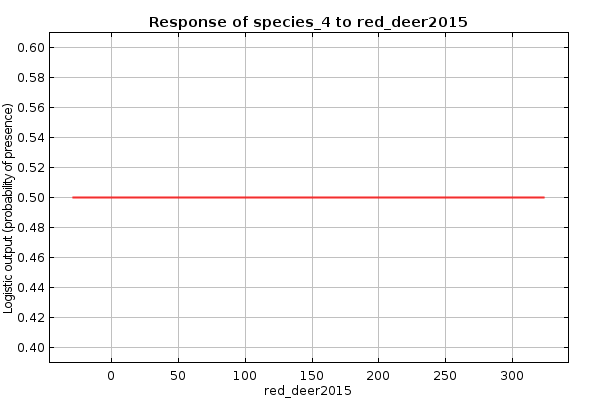 Response of species_4 to red_deer2015
Logistic output (probability of presence)
0.60
0.58
0.56
0.54
0.52
0.50
0.48
0.46
0.44
0.42
0.40
0 50 100 150 200 250 300
red_deer2015